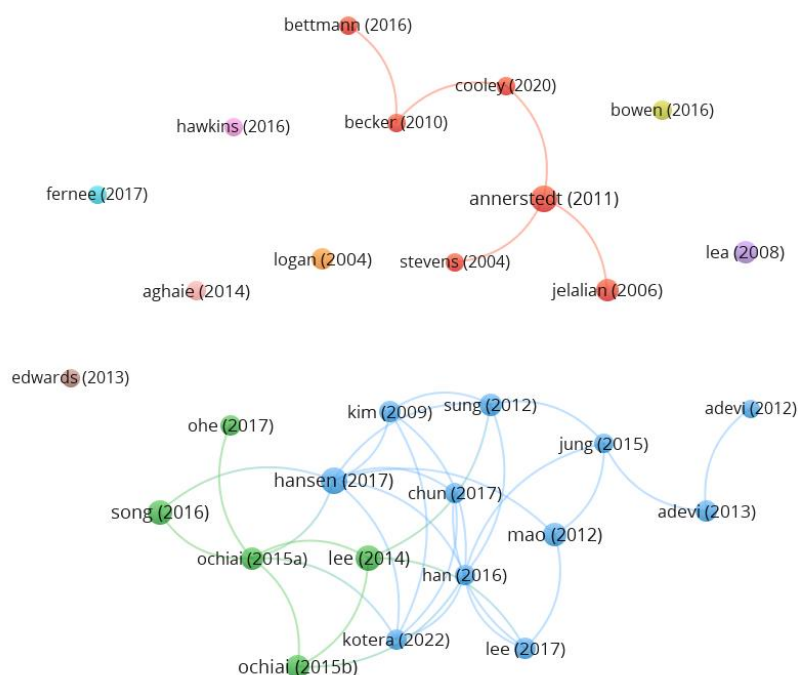 bettmann (2016)
cooley (2020)
bowen (2016)
hawkins (2016)
becker (2010)
fernee (2017)
annerstedt (2011)
logan (2004)
stevens (2004)
lea (2008)
aghaie (2014)
jelalian (2006)
edwards (2013)
kim (2009)
sung (2012)
adevi (2012)
ohe (2017)
jung (2015)
hansen (2017)
chun (2017)
song (2016)
adevi (2013)
mao (2012)
ochiai (2015a)
lee (2014)
han (2016)
kotera (2022)
lee (2017)
ochiai (2015b)